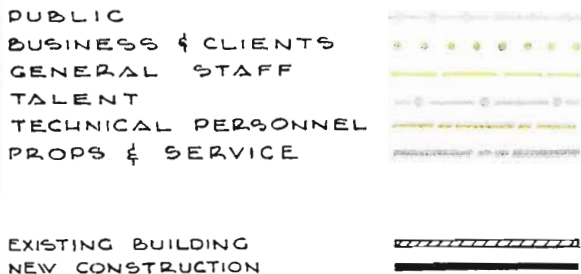 PUBLIC
BUSINESS & CLIENTS
GENERAL STAFF
TALENT
TECHNICAL PERSONNEL
PROPS & SERVICE
EXISTING BUILDING
NEW CONSTRUCTION